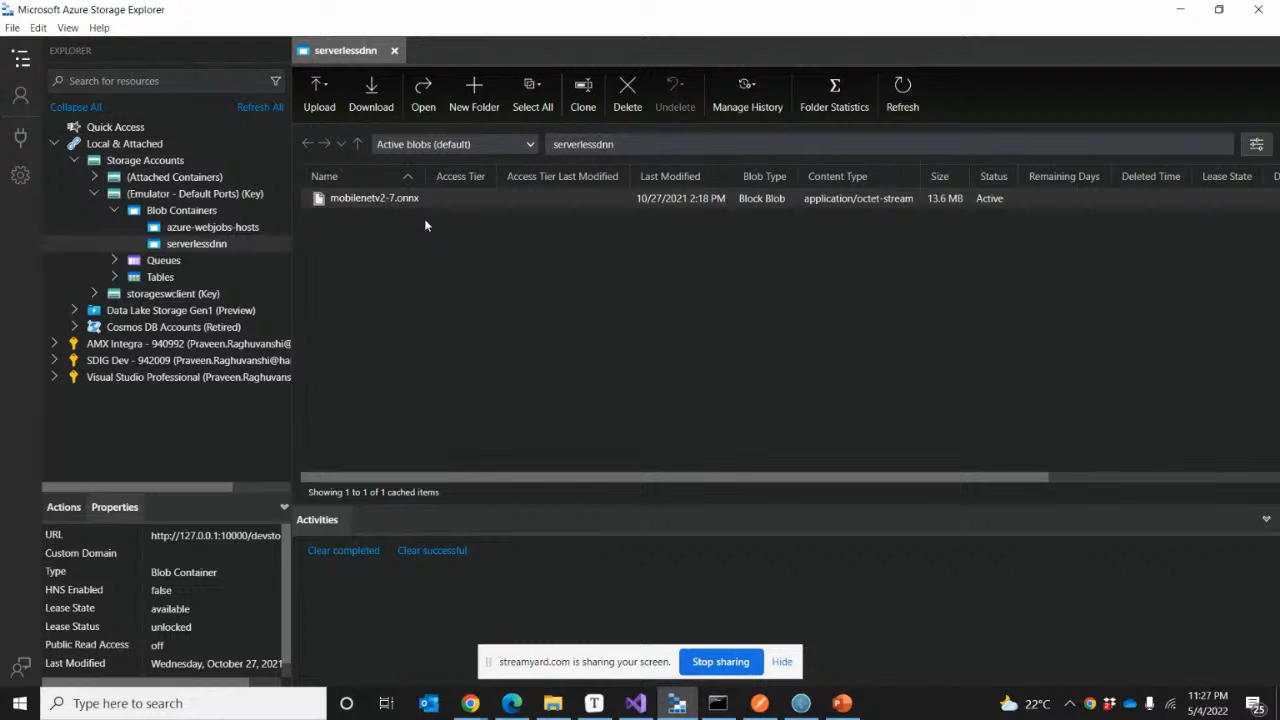 Microsoft Azure Storage Explorer
File Edit View Help
EXPLORER
serverlessdnn
Search for resources
Collapse All Refresh All
Quick Access
Local & Attached
Storage Accounts
(Attached Containers)
(Emulator - Default Ports) (Key)
Blob Containers
azure-webjobs-hosts
serverlessdnn
Queues
Tables
storageswclient (Key)
Data Lake Storage Gen1 (Preview)
Cosmos DB Accounts (Retired)
AMX Integra - 940992 (Praveen.Raghuvanshi@h
SDIG Dev - 942009 (Praveen.Raghuvanshi@ha
Visual Studio Professional (Praveen.Raghuvanshi
Upload Download Open New Folder Select All Clone Delete Undelete Manage History Folder Statistics Refresh
Active blobs (default) serverlessdnn
Name Access Tier Access Tier Last Modified Last Modified Blob Type Content Type Size Status Remaining Days Deleted Time Lease State D
mobilenetv2-7.onnx 10/27/2021 2:18 PM Block Blob application/octet-stream 13.6 MB Active
Showing 1 to 1 of 1 cached items
Actions Properties
URL http://127.0.0.1:10000/devsto
Custom Domain
Type Blob Container
HNS Enabled false
Lease State available
Lease Status unlocked
Public Read Access off
Last Modified Wednesday, October 27, 2021
Activities
Clear completed Clear successful
streamyard.com is sharing your screen. Stop sharing Hide
Type here to search
22°C
11:27 PM
5/4/2022
25